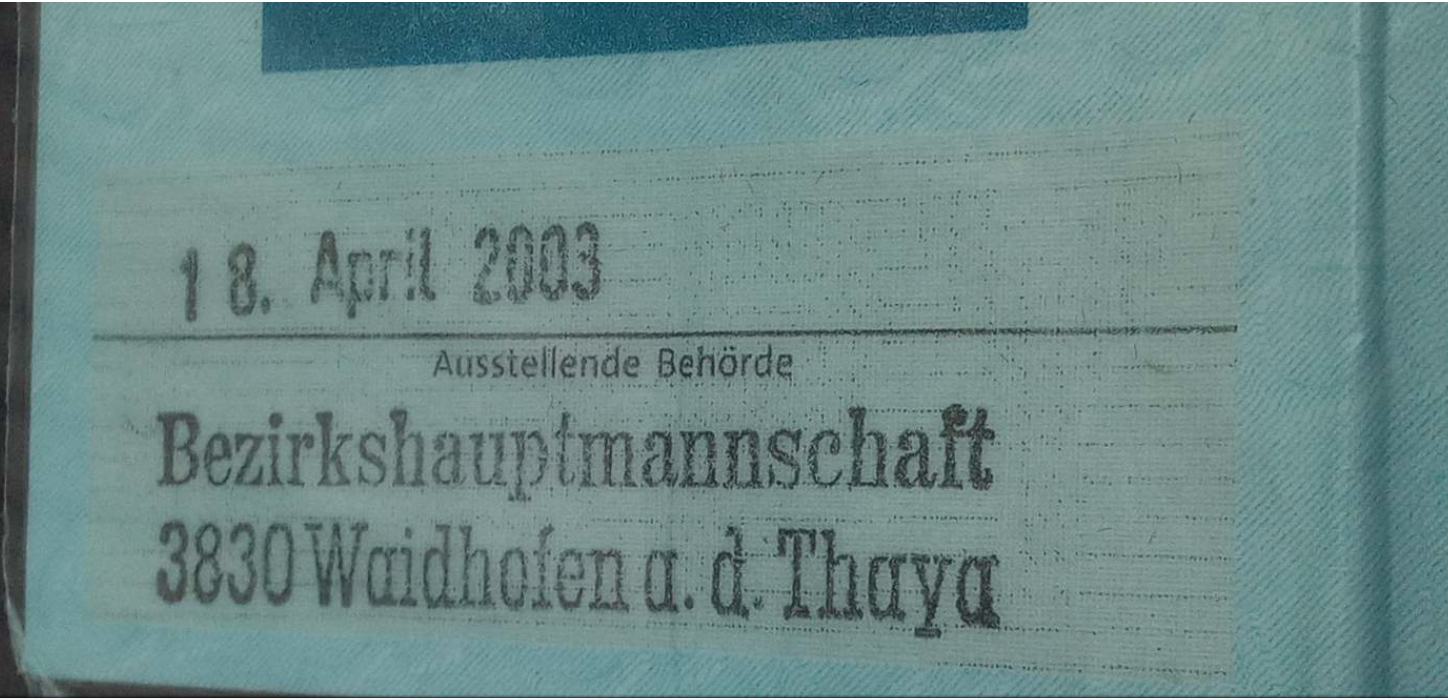 18. April 2003
Ausstellende Behörde
Bezirkshauptmannschaft
3830 Waidhofen a. d. Thaya